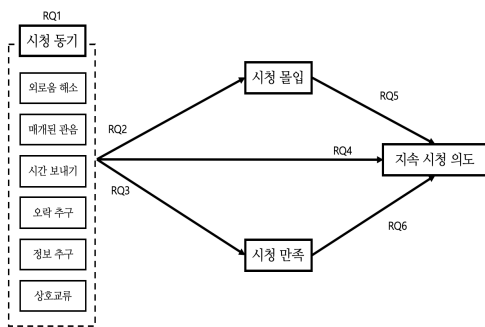 RQ1
시청 동기
외로움 해소
매개된 관음
시간 보내기
오락 추구
정보 추구
상호교류
RQ2
RQ3
시청 몰입
시청 만족
RQ4
RQ5
RQ6
지속 시청 의도